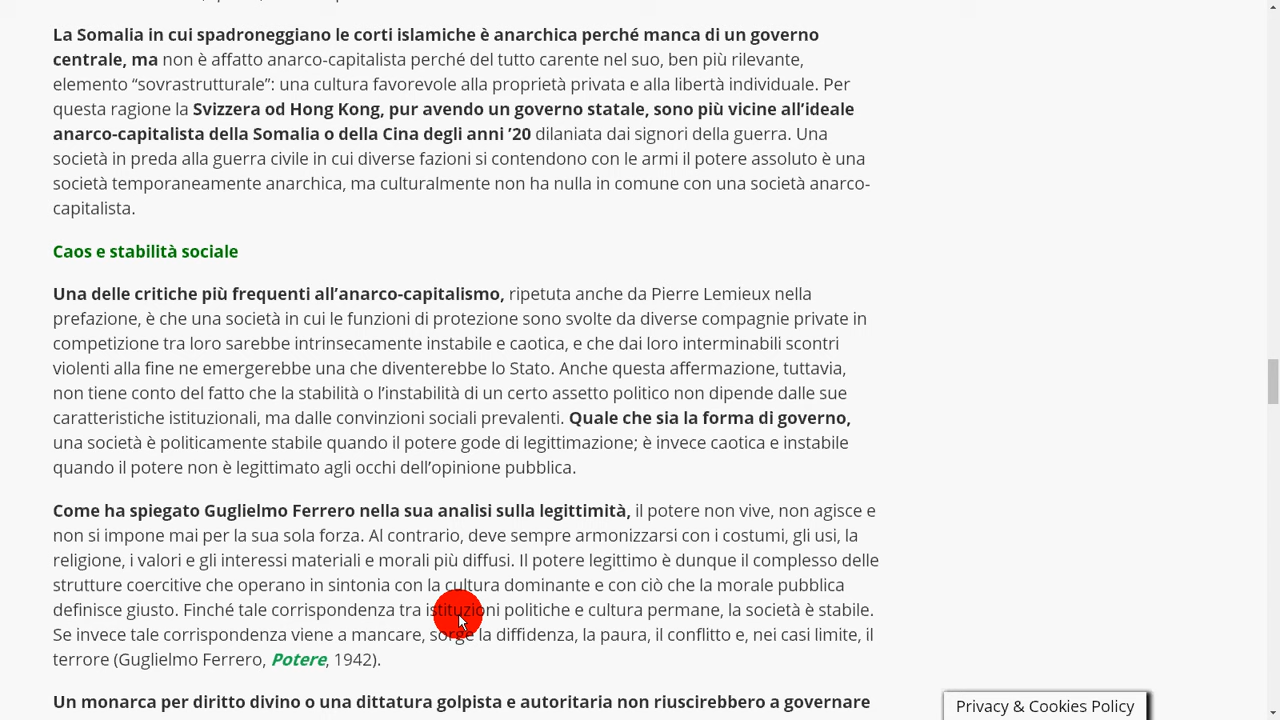 La Somalia in cui spadroneggiano le corti islamiche è anarchica perché manca di un governo
centrale, ma non è affatto anarco-capitalista perché del tutto carente nel suo, ben più rilevante,
elemento “sovrastrutturale”: una cultura favorevole alla proprietà privata e alla libertà individuale. Per
questa ragione la Svizzera od Hong Kong, pur avendo un governo statale, sono più vicine all’ideale
anarco-capitalista della Somalia o della Cina degli anni ’20 dilaniata dai signori della guerra. Una
società in preda alla guerra civile in cui diverse fazioni si contendono con le armi il potere assoluto è una
società temporaneamente anarchica, ma culturalmente non ha nulla in comune con una società anarco-
capitalista.
Caos e stabilità sociale
Una delle critiche più frequenti all’anarco-capitalismo, ripetuta anche da Pierre Lemieux nella
prefazione, è che una società in cui le funzioni di protezione sono svolte da diverse compagnie private in
competizione tra loro sarebbe intrinsecamente instabile e caotica, e che dai loro interminabili scontri
violenti alla fine ne emergerebbe una che diventerebbe lo Stato. Anche questa affermazione, tuttavia,
non tiene conto del fatto che la stabilità o l’instabilità di un certo assetto politico non dipende dalle sue
caratteristiche istituzionali, ma dalle convinzioni sociali prevalenti. Quale che sia la forma di governo,
una società è politicamente stabile quando il potere gode di legittimazione; è invece caotica e instabile
quando il potere non è legittimato agli occhi dell’opinione pubblica.
Come ha spiegato Guglielmo Ferrero nella sua analisi sulla legittimità, il potere non vive, non agisce e
non si impone mai per la sua sola forza. Al contrario, deve sempre armonizzarsi con i costumi, gli usi, la
religione, i valori e gli interessi materiali e morali più diffusi. Il potere legittimo è dunque il complesso delle
strutture coercitive che operano in sintonia con la cultura dominante e con ciò che la morale pubblica
definisce giusto. Finché tale corrispondenza tra istituzioni politiche e cultura permane, la società è stabile.
Se invece tale corrispondenza viene a mancare, sorge la diffidenza, la paura, il conflitto e, nei casi limite, il
terrore (Guglielmo Ferrero, Potere, 1942).
Un monarca per diritto divino o una dittatura golpista e autoritaria non riuscirebbero a governare
Privacy & Cookies Policy